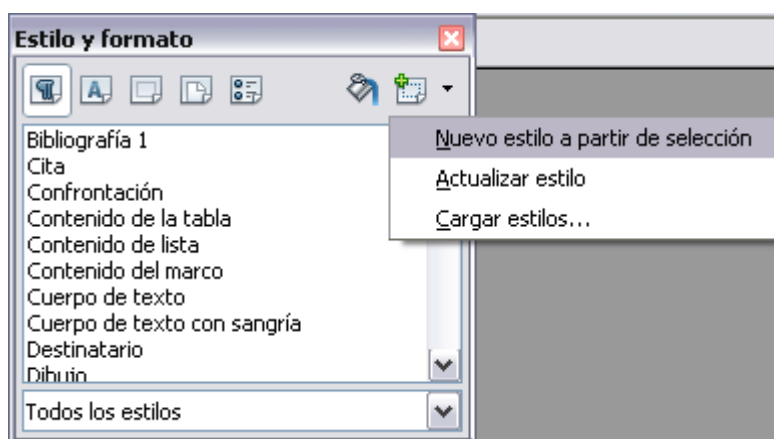 Estilo y formato
Nuevo estilo a partir de selección
Actualizar estilo
Cargar estilos...
Bibliografía 1
Cita
Confrontación
Contenido de la tabla
Contenido de lista
Contenido del marco
Cuerpo de texto
Cuerpo de texto con sangría
Destinatario
Dibujo
Todos los estilos